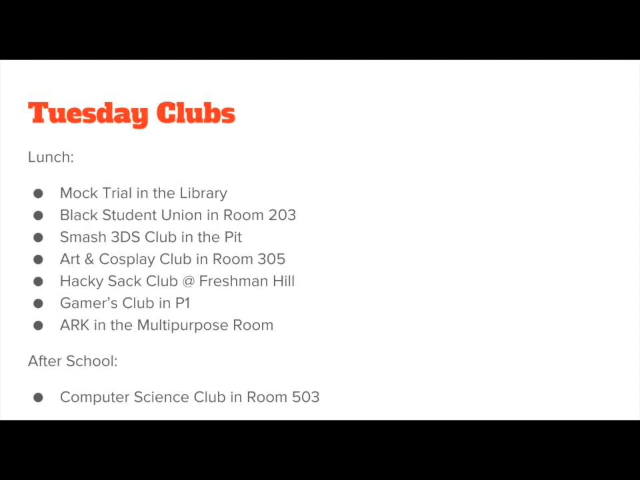 Tuesday Clubs
Lunch:
● Mock Trial in the Library
● Black Student Union in Room 203
● Smash 3DS Club in the Pit
● Art & Cosplay Club in Room 305
● Hacky Sack Club @ Freshman Hill
● Gamer's Club in P1
● ARK in the Multipurpose Room
After School:
● Computer Science Club in Room 503